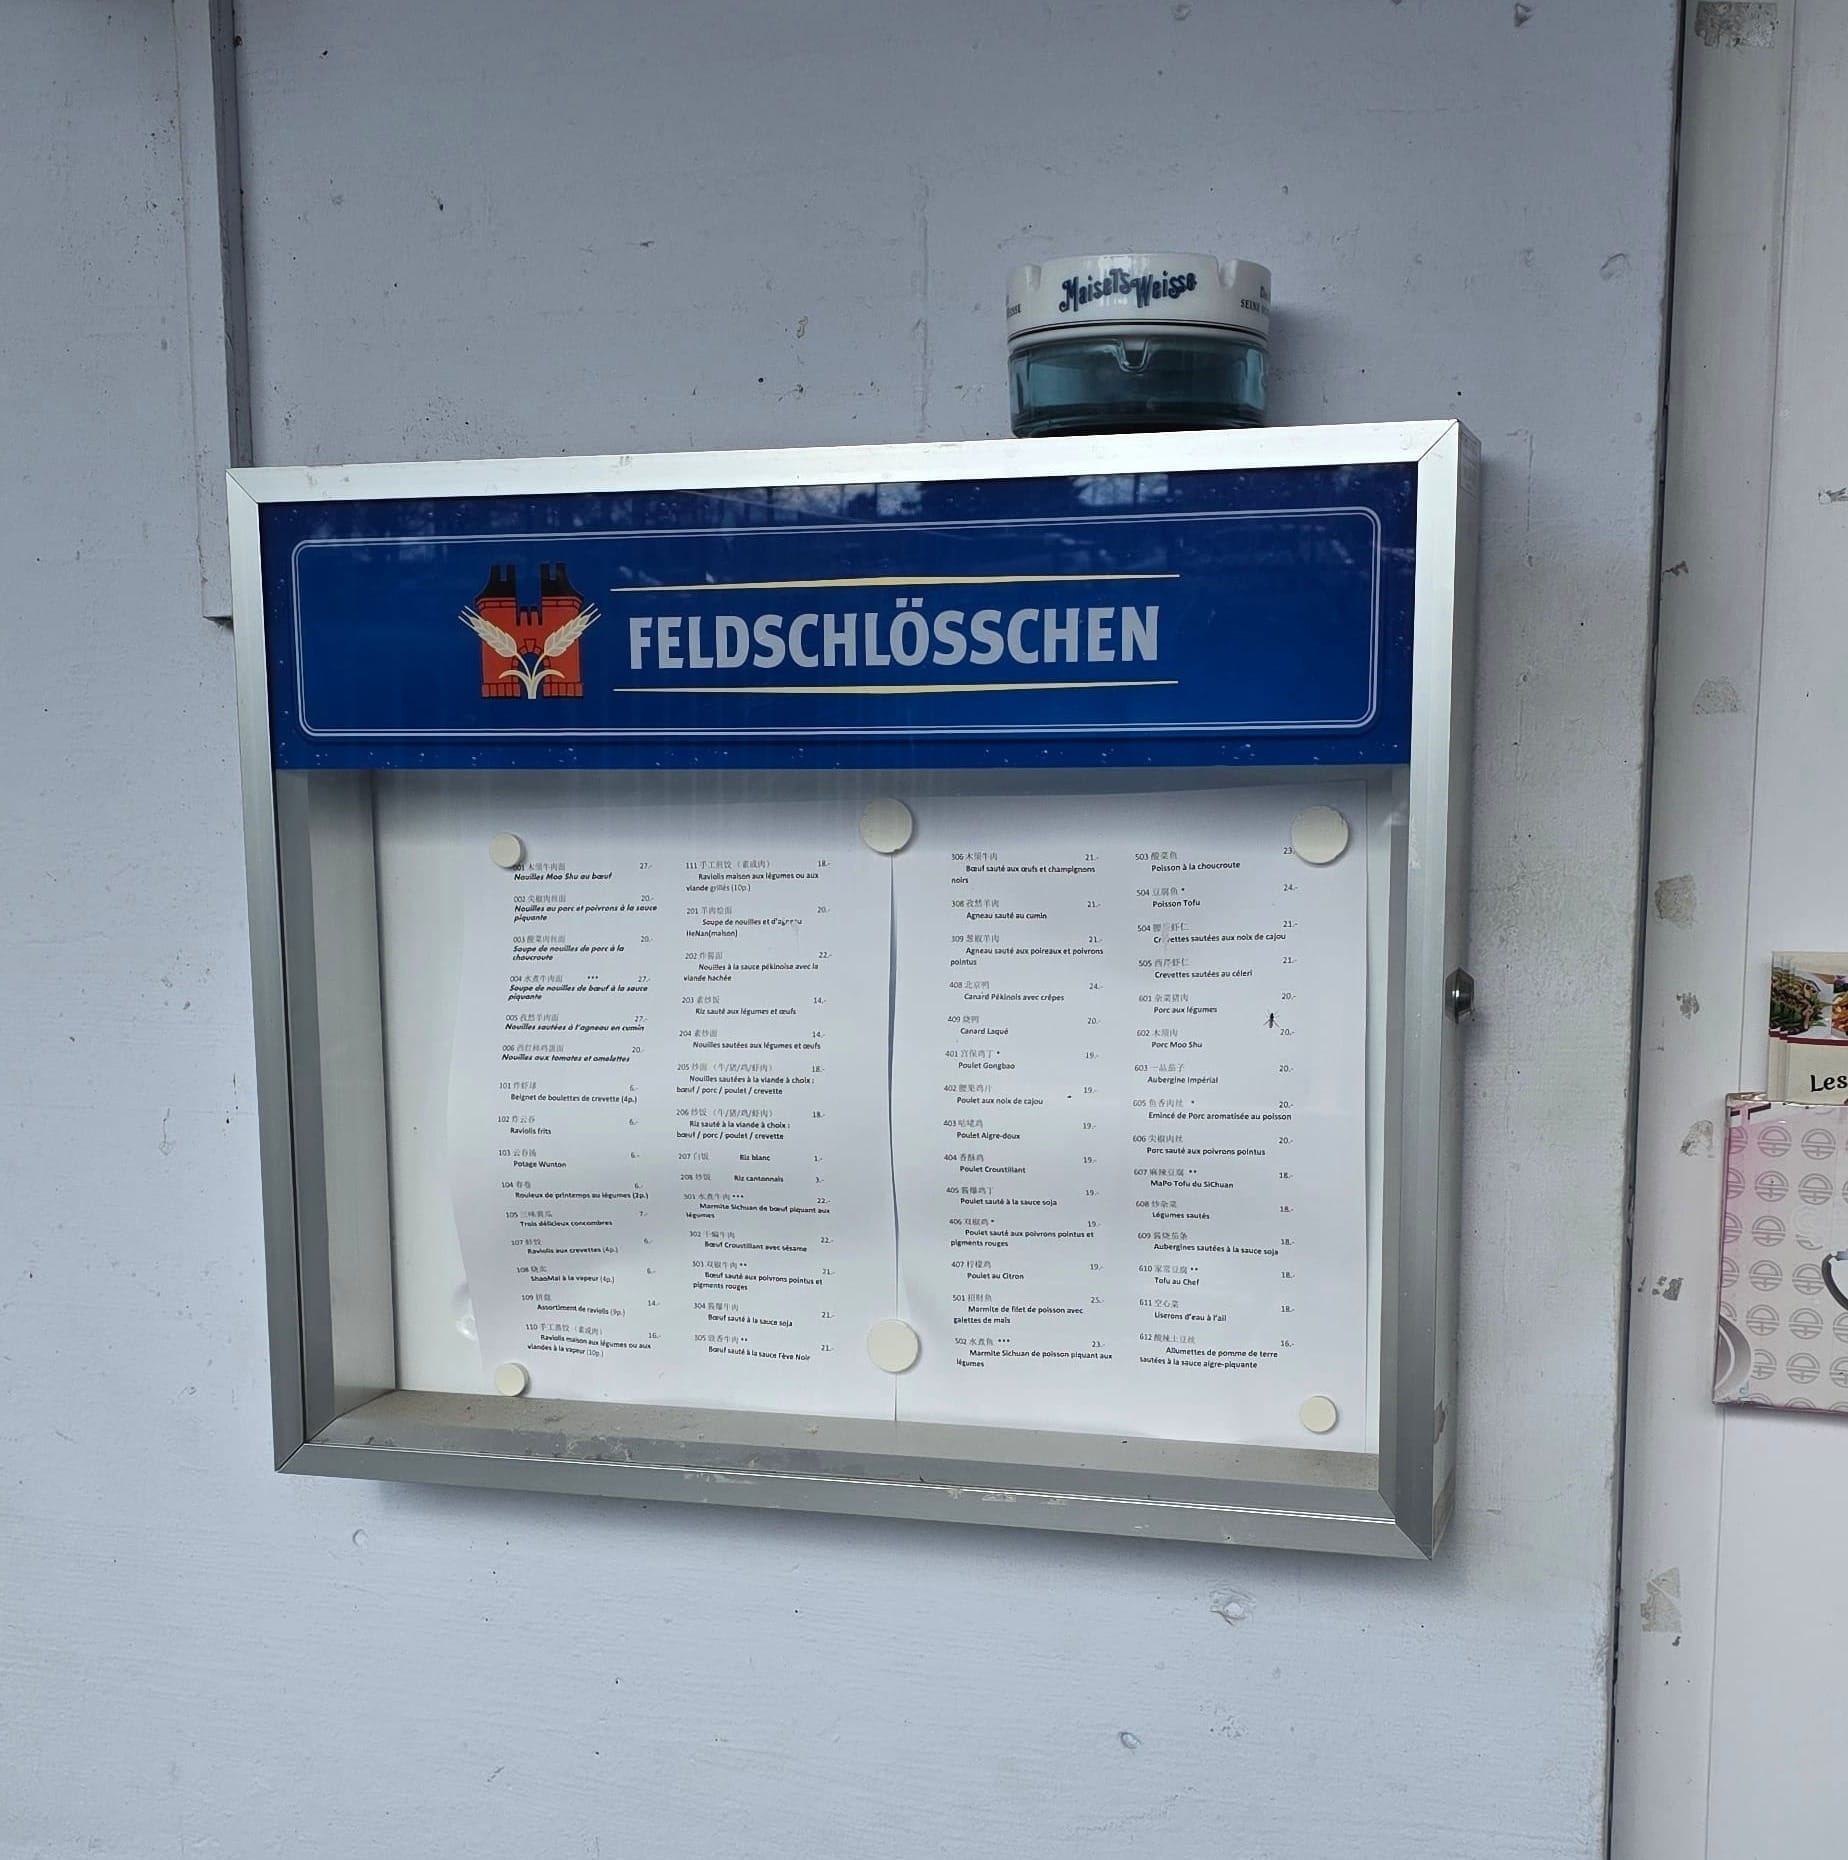 Maisel's Weisse
FELDSCHLÖSSCHEN
001 木须牛肉面 27.-
Nouilles Moo Shu au bœuf
002 尖椒肉丝面 20.-
Nouilles au porc et poivrons à la sauce
piquante
003 酸菜肉丝面 20.-
Soupe de nouilles de porc à la
choucroute
004 水煮牛肉面 *** 27.-
Soupe de nouilles de bœuf à la sauce
piquante
005 孜然羊肉面 27.-
Nouilles sautées à l'agneau en cumin
006 西红柿鸡蛋面 20.-
Nouilles aux tomates et omelettes
101 炸虾球 6.-
Beignet de boulettes de crevette (4p.)
102 炸云吞 6.-
Raviolis frits
103 云吞汤 6.-
Potage Wunton
104 春卷 6.-
Rouleux de printemps au légumes (2p.)
105 三味黄瓜 7.-
Trois délicieux concombres
107 虾饺 6.-
Raviolis aux crevettes (4p.)
108 烧卖 6.-
ShaoMai à la vapeur (4p.)
109 拼盘 14.-
Assortiment de raviolis (9p.)
110 手工蒸饺（素或肉） 16.-
Raviolis maison aux légumes ou aux
viandes à la vapeur (10p.)
111 手工煎饺（素或肉） 18.-
Raviolis maison aux légumes ou aux
viande grillés (10p.)
201 羊肉烩面 20.-
Soupe de nouilles et d'agneau
HeNan(maison)
202 炸酱面 22.-
Nouilles à la sauce pékinoise avec la
viande hachée
203 素炒饭 14.-
Riz sauté aux légumes et œufs
204 素炒面 14.-
Nouilles sautées aux légumes et œufs
205 炒面（牛/猪/鸡/虾肉） 18.-
Nouilles sautées à la viande à choix :
bœuf / porc / poulet / crevette
206 炒饭（牛/猪/鸡/虾肉） 18.-
Riz sauté à la viande à choix :
bœuf / porc / poulet / crevette
207 白饭 Riz blanc 1.-
208 炒饭 Riz cantonnais 3.-
301 水煮牛肉 *** 22.-
Marmite Sichuan de bœuf piquant aux
légumes
302 干煸牛肉 22.-
Bœuf Croustillant avec sésame
303 双椒牛肉 ** 21.-
Bœuf sauté aux poivrons pointus et
pigments rouges
304 酱爆牛肉 21.-
Bœuf sauté à la sauce soja
305 豉香牛肉 ** 21.-
Bœuf sauté à la sauce Fève Noir
306 木须牛肉 21.-
Bœuf sauté aux œufs et champignons
noirs
308 孜然羊肉 21.-
Agneau sauté au cumin
309 葱椒羊肉 21.-
Agneau sauté aux poireaux et poivrons
pointus
408 北京鸭 24.-
Canard Pékinois avec crêpes
409 烧鸭 20.-
Canard Laqué
401 宫保鸡丁 * 19.-
Poulet Gongbao
402 腰果鸡片 19.-
Poulet aux noix de cajou
403 咕咾鸡 19.-
Poulet Aigre-doux
404 香酥鸡 19.-
Poulet Croustillant
405 酱爆鸡丁 19.-
Poulet sauté à la sauce soja
406 双椒鸡 * 19.-
Poulet sauté aux poivrons pointus et
pigments rouges
407 柠檬鸡 19.-
Poulet au Citron
501 招财鱼 25.-
Marmite de filet de poisson avec
galettes de maïs
502 水煮鱼 *** 23.-
Marmite Sichuan de poisson piquant aux
légumes
503 酸菜鱼 23.
Poisson à la choucroute
504 豆腐鱼 * 24.-
Poisson Tofu
504 腰 虾仁 21.-
Crevettes sautées aux noix de cajou
505 西芹虾仁 21.-
Crevettes sautées au céleri
601 杂菜猪肉 20.-
Porc aux légumes
602 木须肉 20.-
Porc Moo Shu
603 一品茄子 20.-
Aubergine Impérial
605 鱼香肉丝 * 20.-
Emincé de Porc aromatisée au poisson
606 尖椒肉丝 20.-
Porc sauté aux poivrons pointus
607 麻辣豆腐 ** 18.-
MaPo Tofu du SiChuan
608 炒杂菜 18.-
Légumes sautés
609 酱烧茄条 18.-
Aubergines sautées à la sauce soja
610 家常豆腐 ** 18.-
Tofu au Chef
611 空心菜 18.-
Liserons d'eau à l'ail
612 酸辣土豆丝 16.-
Allumettes de pomme de terre
sautées à la sauce aigre-piquante
Les